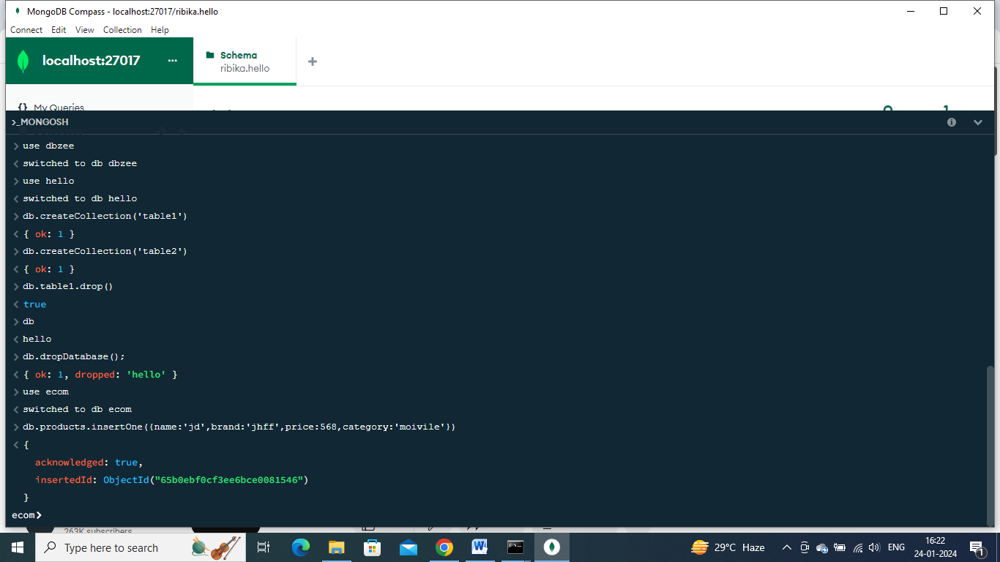 MongoDB Compass - localhost:27017/ribika.hello
Connect Edit View Collection Help
localhost:27017 ...
Schema
ribika.hello
{} My Queries
>_MONGOSH
use dbzee
switched to db dbzee
use hello
switched to db hello
db.createCollection('table1')
{ ok: 1 }
db.createCollection('table2')
{ ok: 1 }
db.table1.drop()
true
db
hello
db.dropDatabase();
{ ok: 1, dropped: 'hello' }
use ecom
switched to db ecom
db.products.insertOne({name:'jd',brand:'jhff',price:568,category:'moivile'})
{
acknowledged: true,
insertedId: ObjectId("65b0ebf0cf3ee6bce0081546")
}
ecom>
263K subscribers
Type here to search
29°C Haze
ENG
16:22
24-01-2024
1